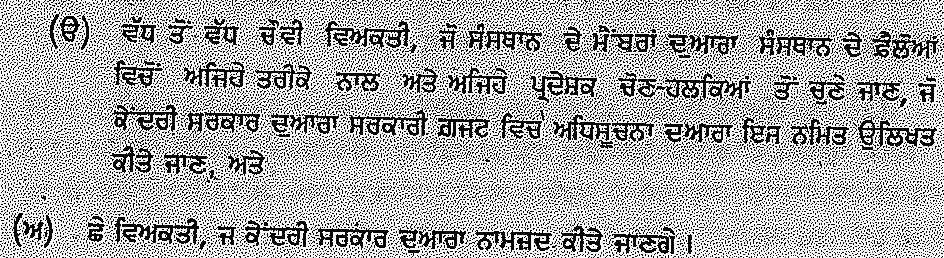 (ੳ) ਵੱਧ ਤੋਂ ਵੱਧ ਚੌਵੀ ਵਿਅਕਤੀ, ਜੋ ਸੰਸਥਾਨ ਦੇ ਮੈਂਬਰਾਂ ਦੁਆਰਾ ਸੰਸਥਾਨ ਦੇ ਫ਼ੈਲੋਆਂ
ਵਿਚੋਂ ਅਜਿਹੇ ਤਰੀਕੇ ਨਾਲ ਅਤੇ ਅਜਿਹੇ ਪ੍ਰਦੇਸ਼ਕ ਚੋਣ-ਹਲਕਿਆਂ ਤੋਂ ਚੁਣੇ ਜਾਣ, ਜੋ
ਕੇਂਦਰੀ ਸਰਕਾਰ ਦੁਆਰਾ ਸਰਕਾਰੀ ਗਜ਼ਟ ਵਿਚ ਅਧਿਸੂਚਨਾ ਦੁਆਰਾ ਇਸ ਨਮਿਤ ਉਲਿਖਤ
ਕੀਤੇ ਜਾਣ, ਅਤੇ
(ਅ) ਛੇ ਵਿਅਕਤੀ, ਜ ਕੇਂਦਰੀ ਸਰਕਾਰ ਦੁਆਰਾ ਨਾਮਜ਼ਦ ਕੀਤੇ ਜਾਣਗੇ ।